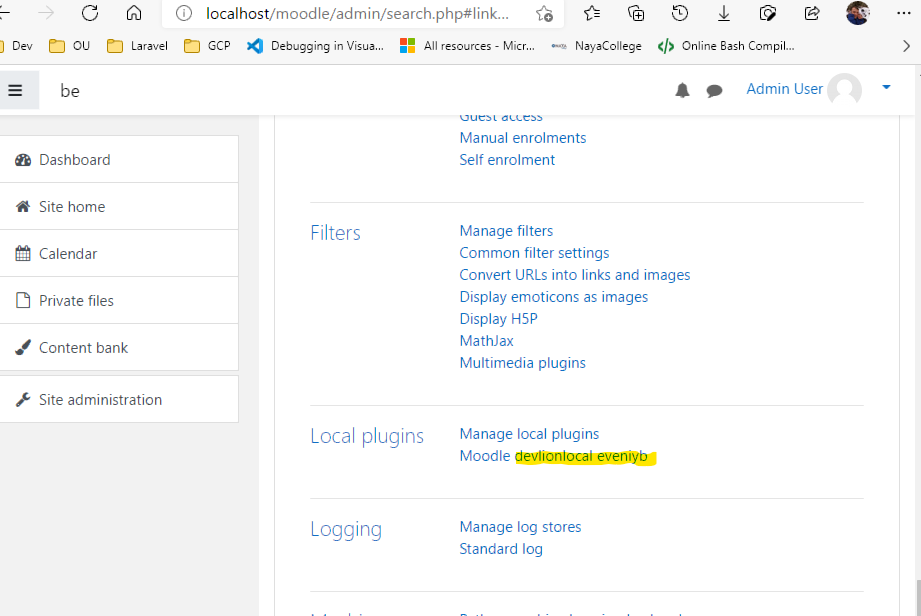 localhost/moodle/admin/search.php#link...
Dev OU Laravel GCP Debugging in Visua... All resources - Micr... NayaCollege Online Bash Compil...
be Admin User
Dashboard
Site home
Calendar
Private files
Content bank
Site administration
Guest access
Manual enrolments
Self enrolment
Filters
Manage filters
Common filter settings
Convert URLs into links and images
Display emoticons as images
Display H5P
MathJax
Multimedia plugins
Local plugins
Manage local plugins
Moodle devlionlocal eveniyb
Logging
Manage log stores
Standard log